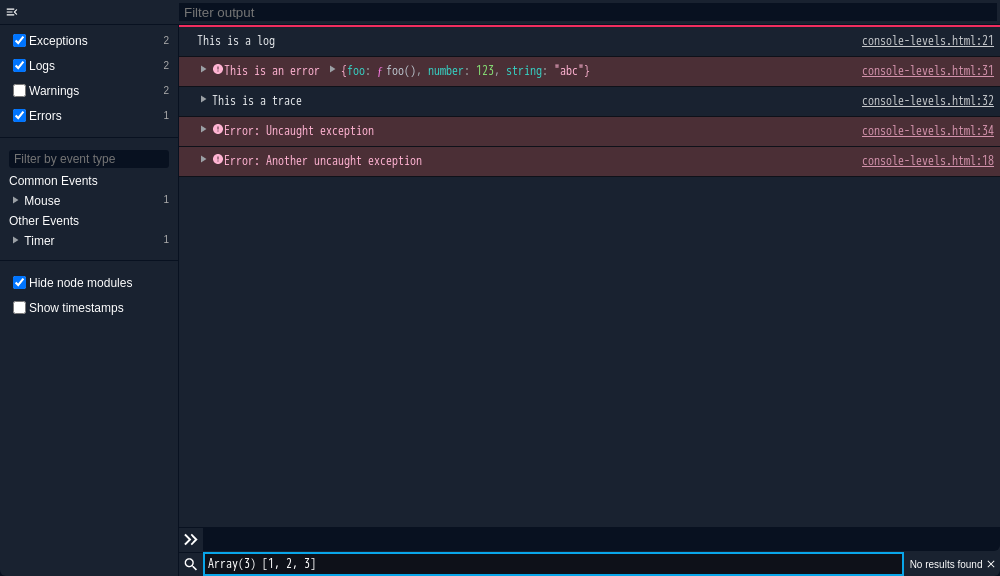 Filter output
Exceptions 2
Logs 2
Warnings 2
Errors 1
Filter by event type
Common Events
Mouse 1
Other Events
Timer 1
Hide node modules
Show timestamps
This is a log console-levels.html:21
This is an error {foo: ƒ foo(), number: 123, string: "abc"} console-levels.html:31
This is a trace console-levels.html:32
Error: Uncaught exception console-levels.html:34
Error: Another uncaught exception console-levels.html:18
Array(3) [1, 2, 3] No results found